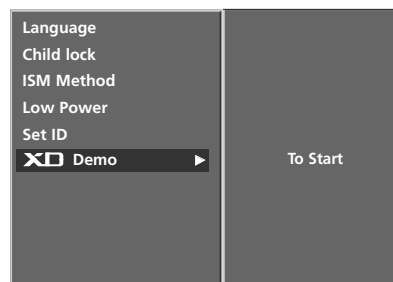 Language
Child lock
ISM Method
Low Power
Set ID
XD Demo ►
To Start